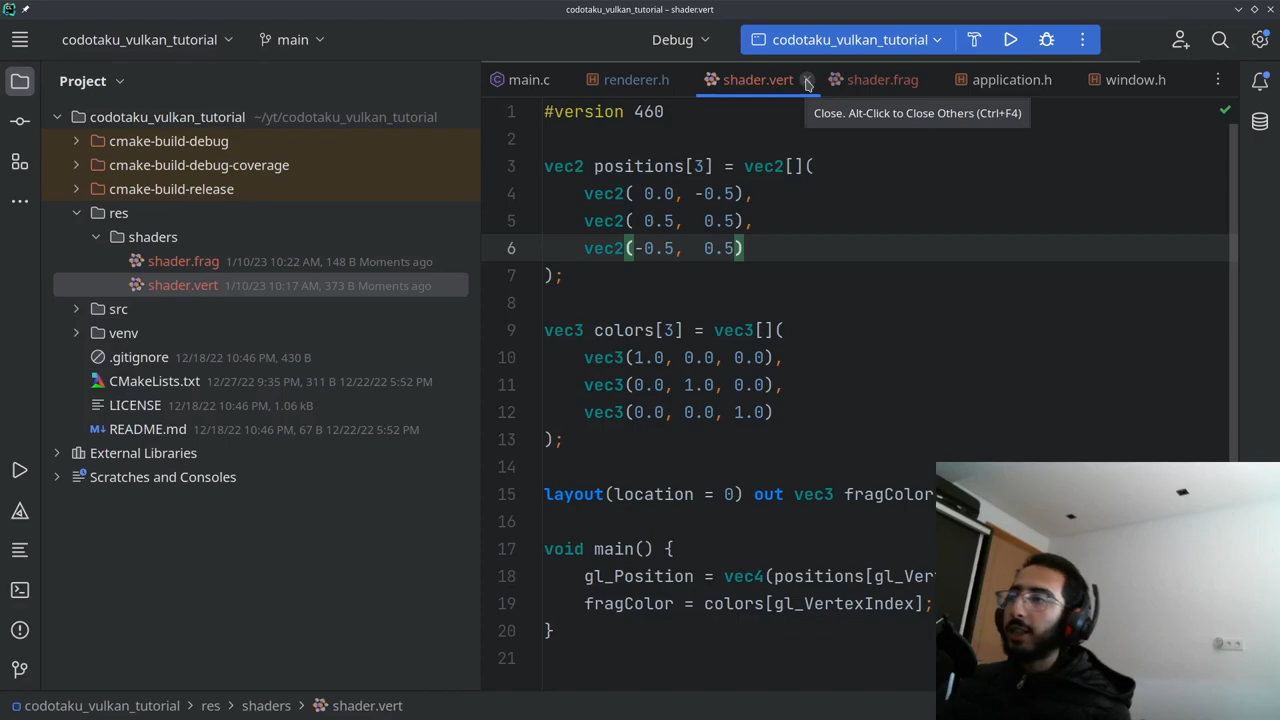 codotaku_vulkan_tutorial – shader.vert
codotaku_vulkan_tutorial
main
Debug
codotaku_vulkan_tutorial
Project
main.c
renderer.h
shader.vert
shader.frag
application.h
window.h
Close. Alt-Click to Close Others (Ctrl+F4)
codotaku_vulkan_tutorial ~/yt/codotaku_vulkan_tutorial
cmake-build-debug
cmake-build-debug-coverage
cmake-build-release
res
shaders
shader.frag 1/10/23 10:22 AM, 148 B Moments ago
shader.vert 1/10/23 10:17 AM, 373 B Moments ago
src
venv
.gitignore 12/18/22 10:46 PM, 430 B
CMakeLists.txt 12/27/22 9:35 PM, 311 B 12/22/22 5:52 PM
LICENSE 12/18/22 10:46 PM, 1.06 kB
README.md 12/18/22 10:46 PM, 67 B 12/22/22 5:52 PM
External Libraries
Scratches and Consoles
1 #version 460
2
3 vec2 positions[3] = vec2[](
4 vec2( 0.0, -0.5),
5 vec2( 0.5, 0.5),
6 vec2(-0.5, 0.5)
7 );
8
9 vec3 colors[3] = vec3[](
10 vec3(1.0, 0.0, 0.0),
11 vec3(0.0, 1.0, 0.0),
12 vec3(0.0, 0.0, 1.0)
13 );
14
15 layout(location = 0) out vec3 fragColor
16
17 void main() {
18 gl_Position = vec4(positions[gl_Ver
19 fragColor = colors[gl_VertexIndex];
20 }
21
codotaku_vulkan_tutorial > res > shaders > shader.vert